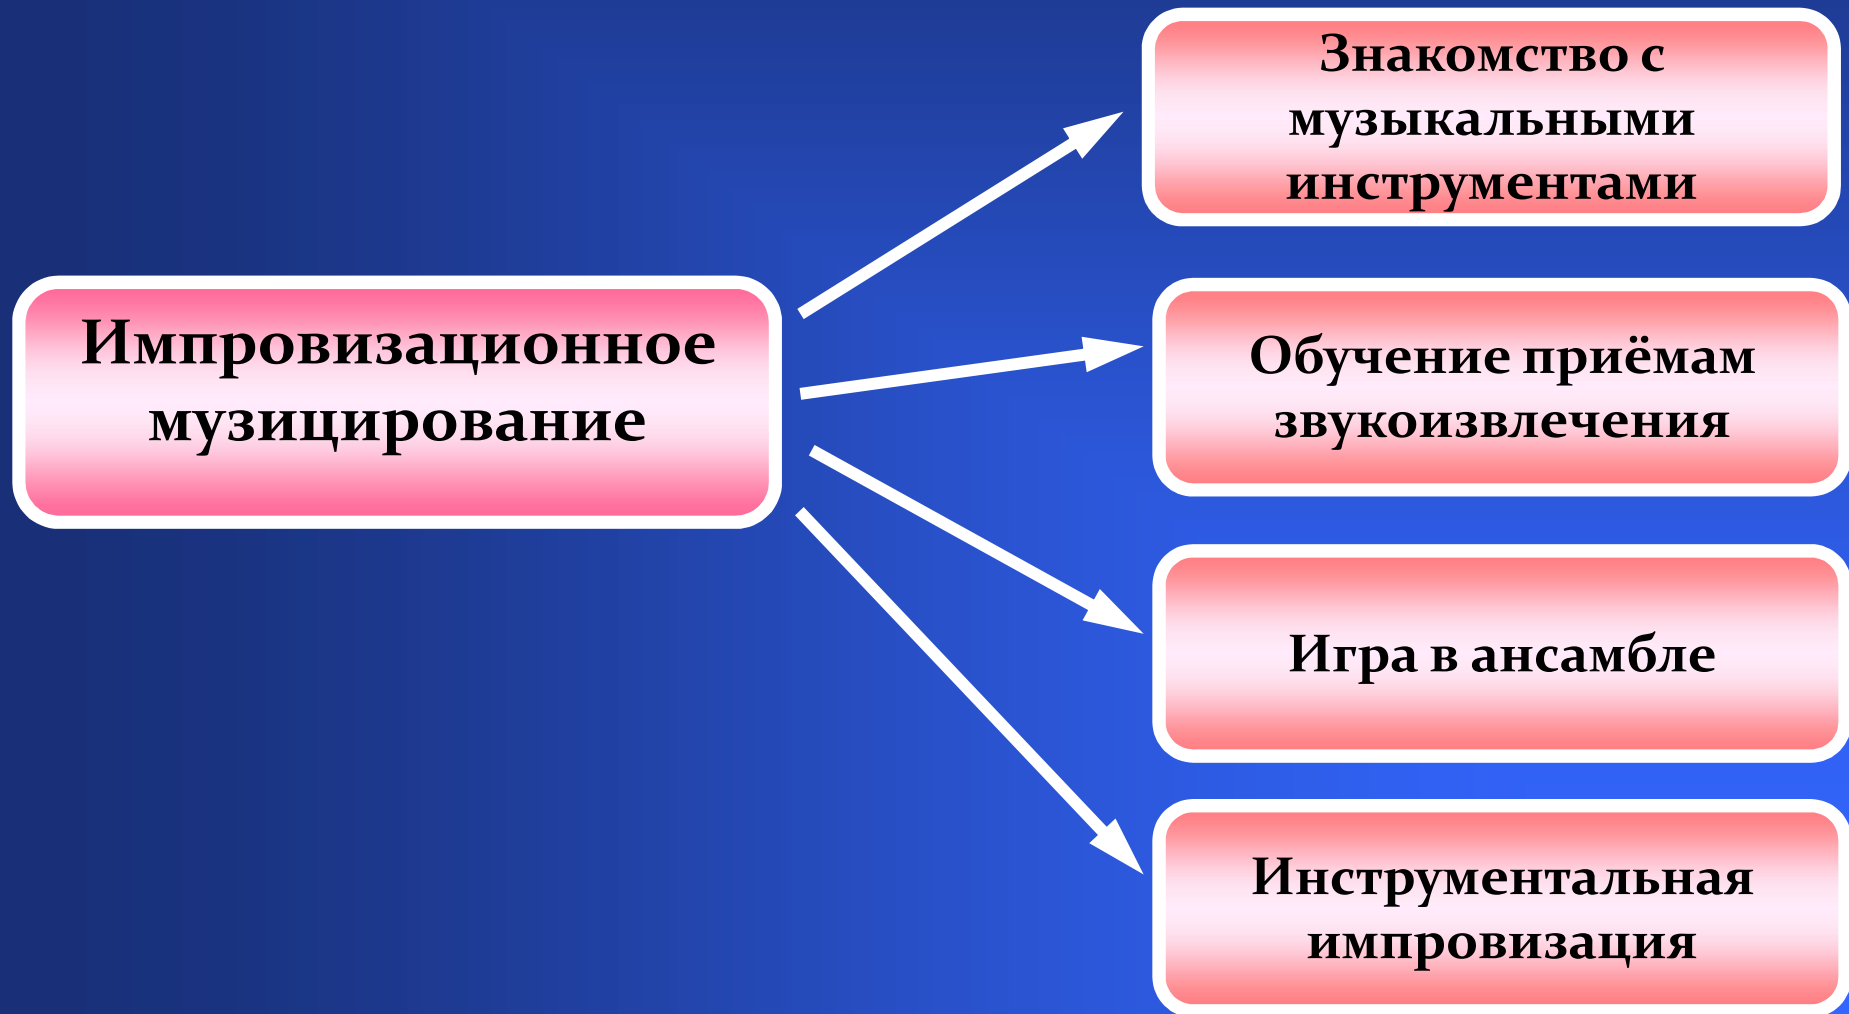 Импровизационное
музицирование
Знакомство с
музыкальными
инструментами
Обучение приёмам
звукоизвлечения
Игра в ансамбле
Инструментальная
импровизация